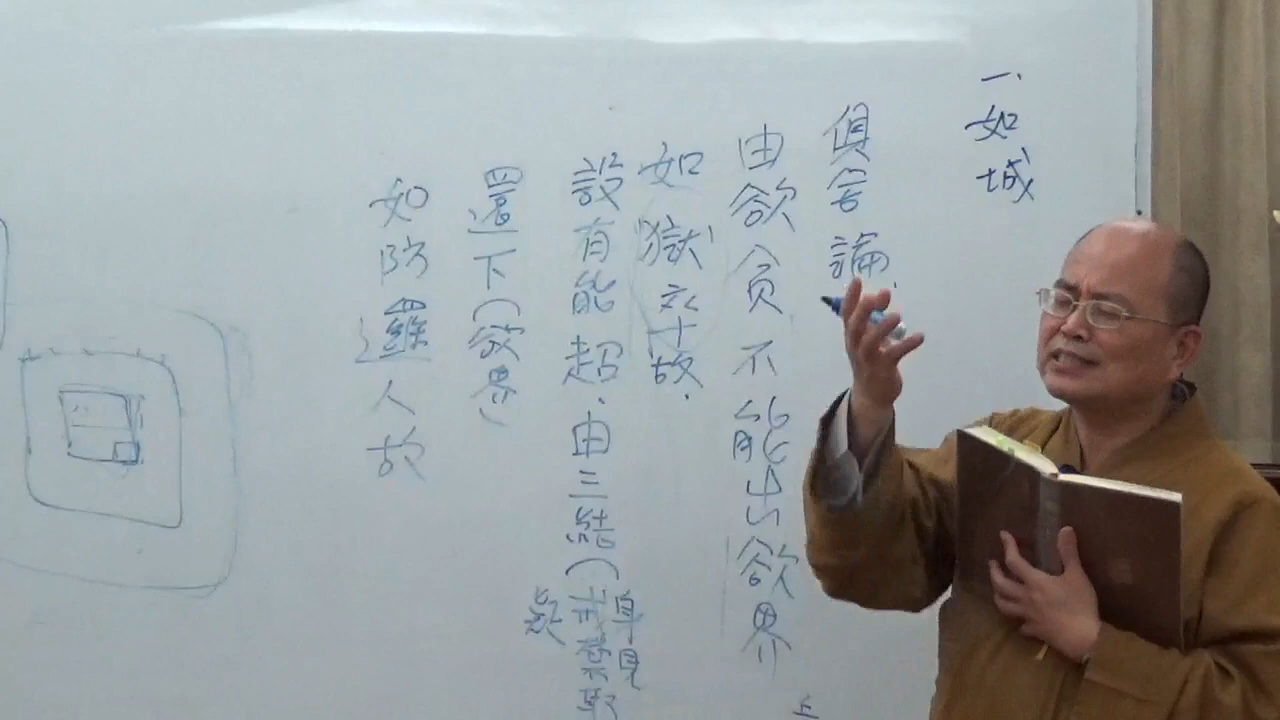 一.如城
俱舍論.
由欲貪不能出欲界
如獄卒故.
設有能超.由三結(身見
戒禁取
疑
還下(欲界)
如防邏人故